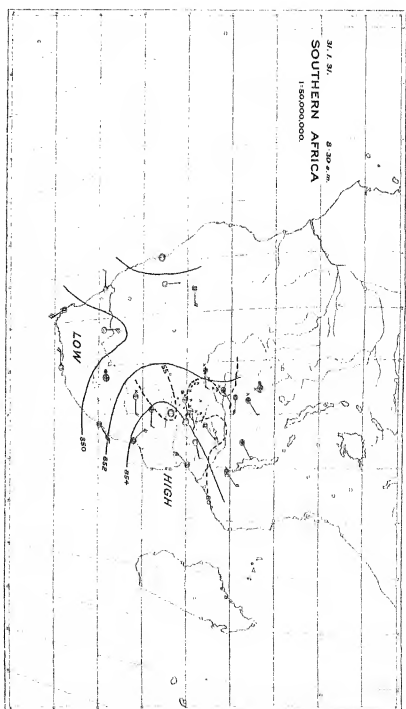 31. 1. 31. 8·30 a.m.
SOUTHERN AFRICA
1:50,000,000.
LOW
HIGH
850
852
854